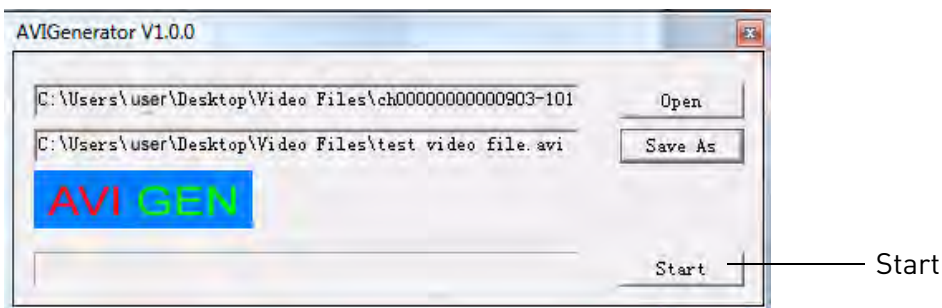 AVIGenerator V1.0.0
C:\Users\user\Desktop\Video Files\ch00000000000903-101
Open
C:\Users\user\Desktop\Video Files\test video file.avi
Save As
AVI GEN
Start
Start